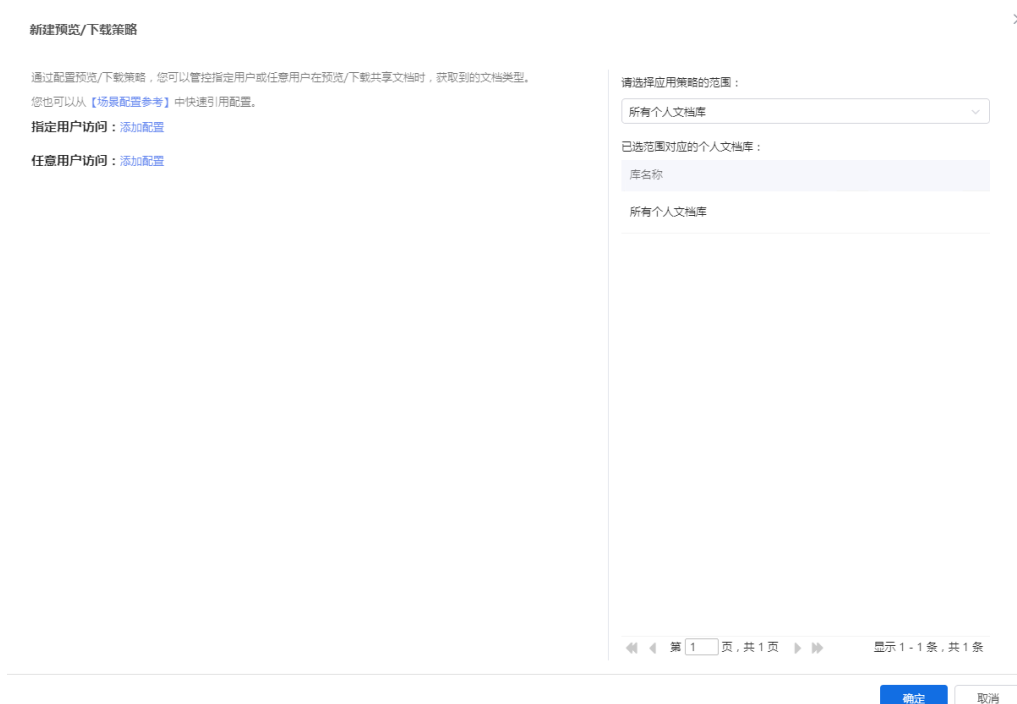 新建预览/下载策略
通过配置预览/下载策略，您可以管控指定用户或任意用户在预览/下载共享文档时，获取到的文档类型。
您也可以从【场景配置参考】中快速引用配置。
指定用户访问：添加配置
任意用户访问：添加配置
请选择应用策略的范围：
所有个人文档库
已选范围对应的个人文档库：
库名称
所有个人文档库
第 1 页，共 1 页 显示 1 - 1 条，共 1 条
确定 取消